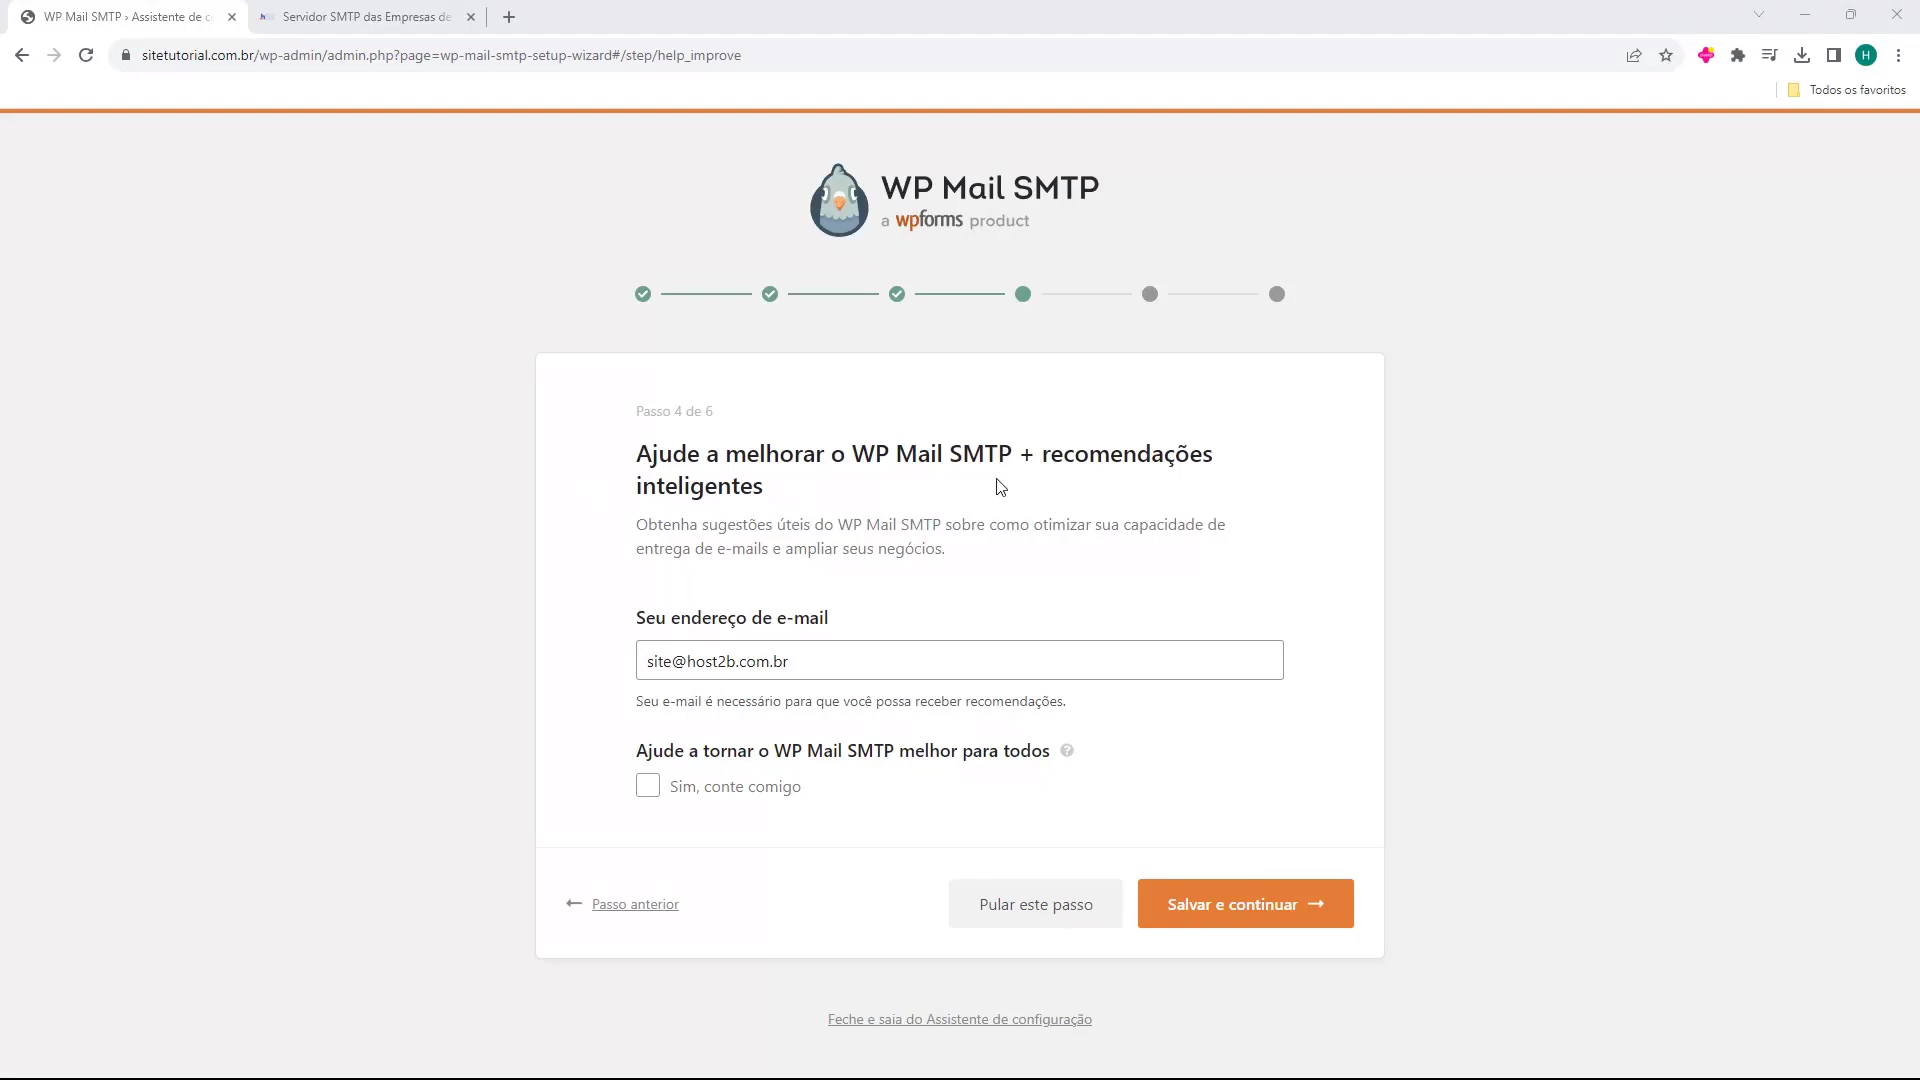 WP Mail SMTP › Assistente de c
Servidor SMTP das Empresas de
sitetutorial.com.br/wp-admin/admin.php?page=wp-mail-smtp-setup-wizard#/step/help_improve
H
Todos os favoritos
WP Mail SMTP
a wpforms product
Passo 4 de 6
Ajude a melhorar o WP Mail SMTP + recomendações
inteligentes
Obtenha sugestões úteis do WP Mail SMTP sobre como otimizar sua capacidade de
entrega de e-mails e ampliar seus negócios.
Seu endereço de e-mail
site@host2b.com.br
Seu e-mail é necessário para que você possa receber recomendações.
Ajude a tornar o WP Mail SMTP melhor para todos ?
Sim, conte comigo
← Passo anterior
Pular este passo
Salvar e continuar →
Feche e saia do Assistente de configuração